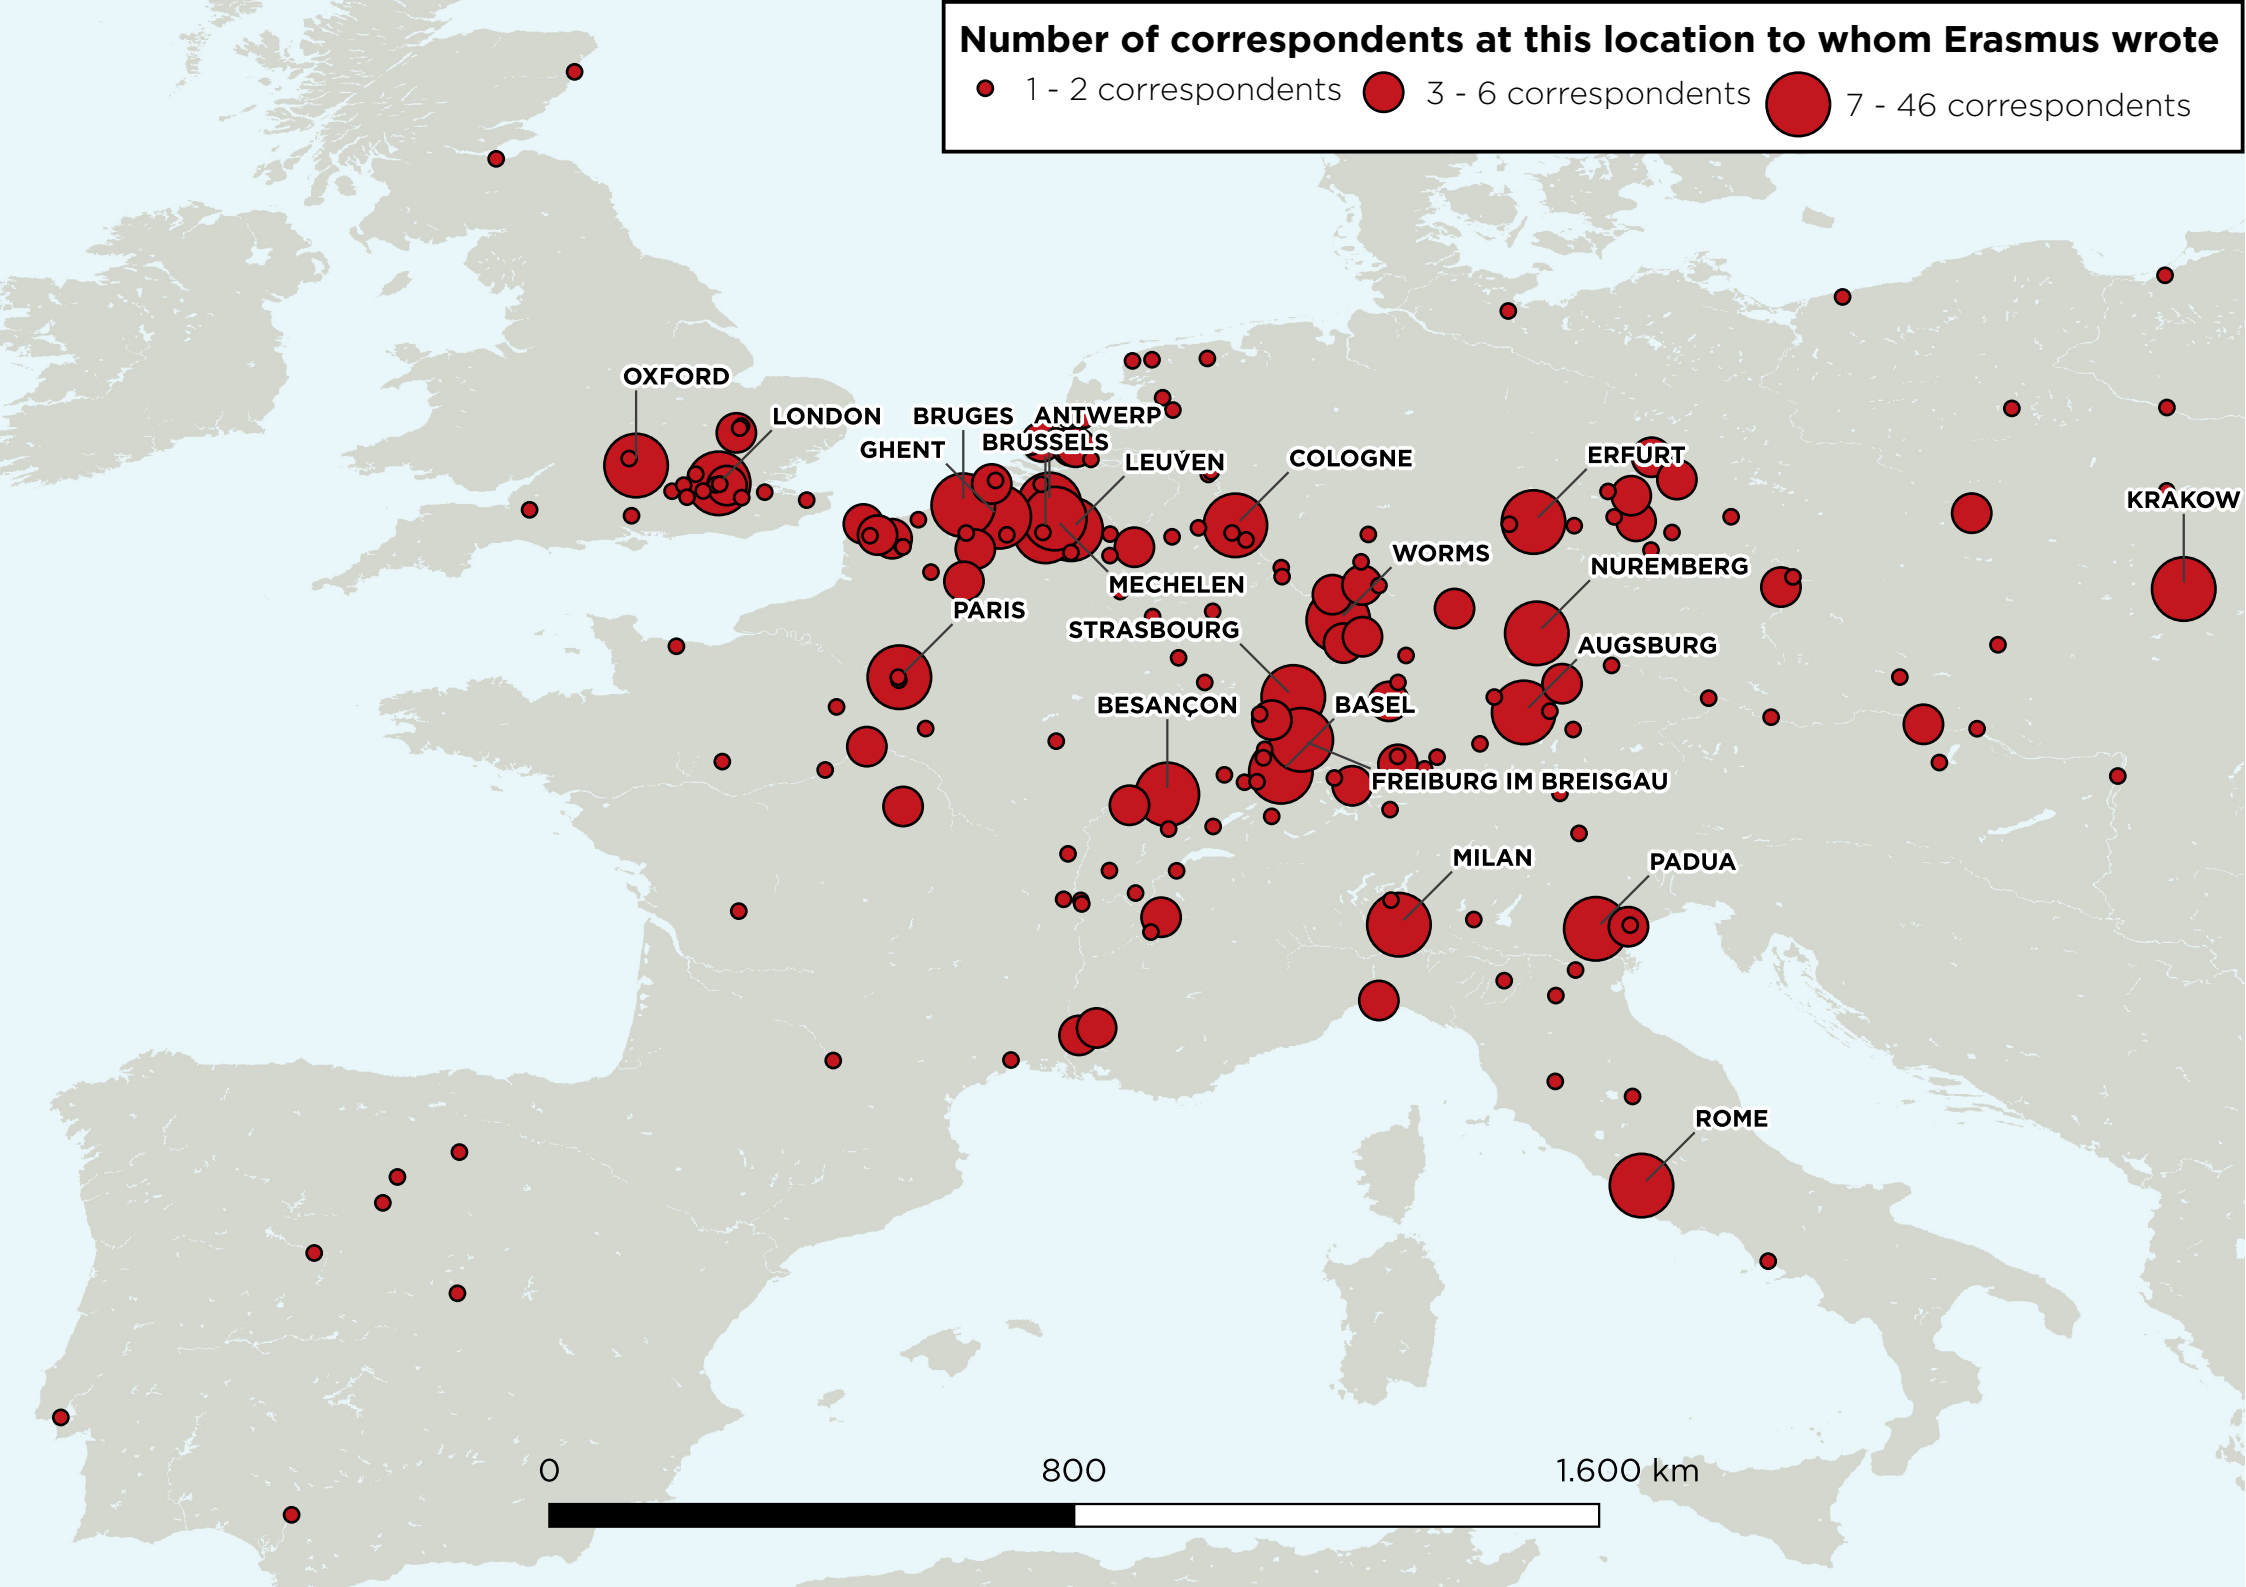 Number of correspondents at this location to whom Erasmus wrote
1 - 2 correspondents
3 - 6 correspondents
7 - 46 correspondents
OXFORD
LONDON
BRUGES
ANTWERP
GHENT
BRUSSELS
LEUVEN
COLOGNE
ERFURT
KRAKOW
WORMS
NUREMBERG
MECHELEN
PARIS
STRASBOURG
AUGSBURG
BESANÇON
BASEL
FREIBURG IM BREISGAU
MILAN
PADUA
ROME
0
800
1.600 km